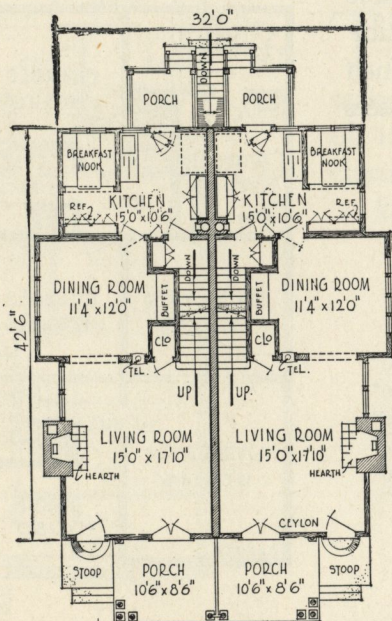 32'0"
DOWN
PORCH
PORCH
BREAKFAST
NOOK
BREAKFAST
NOOK
KITCHEN
15'0"x10'6"
KITCHEN
15'0"x10'6"
REF.
REF.
42'6"
DINING ROOM
11'4"x12'0"
BUFFET
DOWN
DOWN
BUFFET
DINING ROOM
11'4"x12'0"
CLO
CLO
TEL.
TEL.
UP
UP.
LIVING ROOM
15'0"x17'10"
LIVING ROOM
15'0"x17'10"
HEARTH
HEARTH
CEYLON
STOOP
PORCH
10'6"x8'6"
PORCH
10'6"x8'6"
STOOP